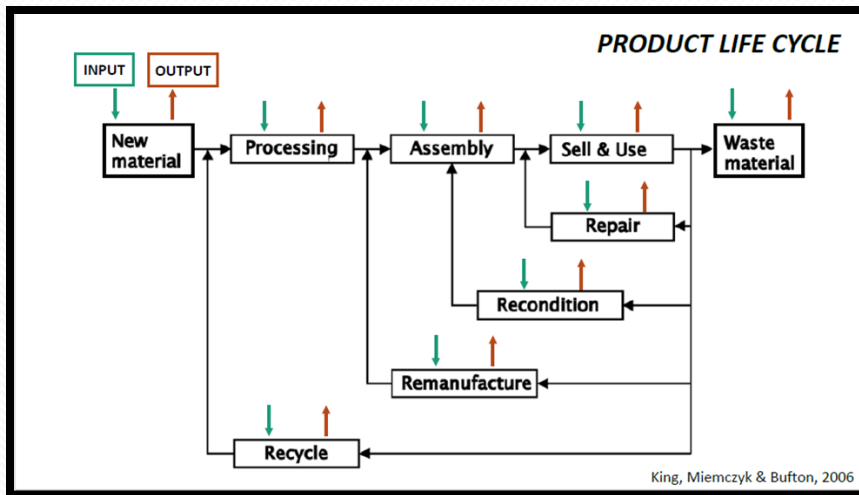 PRODUCT LIFE CYCLE
INPUT
OUTPUT
New
material
Processing
Assembly
Sell & Use
Waste
material
Repair
Recondition
Remanufacture
Recycle
King, Miemczyk & Bufton, 2006